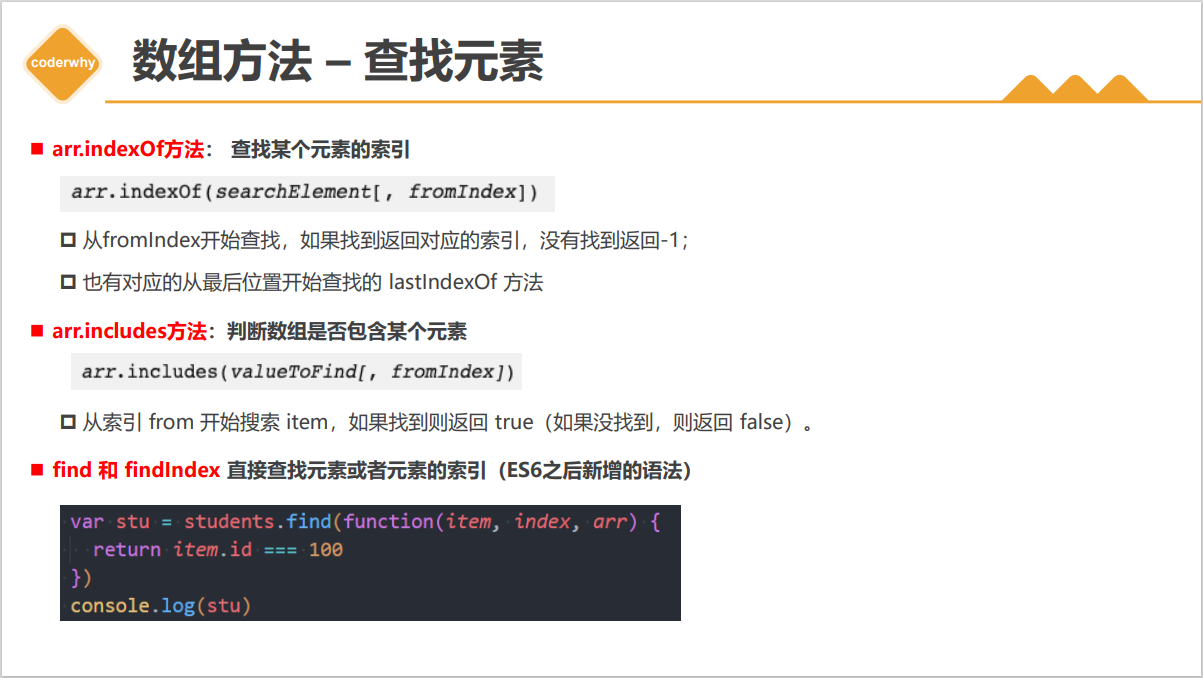 coderwhy
数组方法 – 查找元素
arr.indexOf方法： 查找某个元素的索引
arr.indexOf(searchElement[, fromIndex])
从fromIndex开始查找，如果找到返回对应的索引，没有找到返回-1；
也有对应的从最后位置开始查找的 lastIndexOf 方法
arr.includes方法：判断数组是否包含某个元素
arr.includes(valueToFind[, fromIndex])
从索引 from 开始搜索 item，如果找到则返回 true（如果没找到，则返回 false）。
find 和 findIndex 直接查找元素或者元素的索引（ES6之后新增的语法）
var stu = students.find(function(item, index, arr) {
  return item.id === 100
})
console.log(stu)